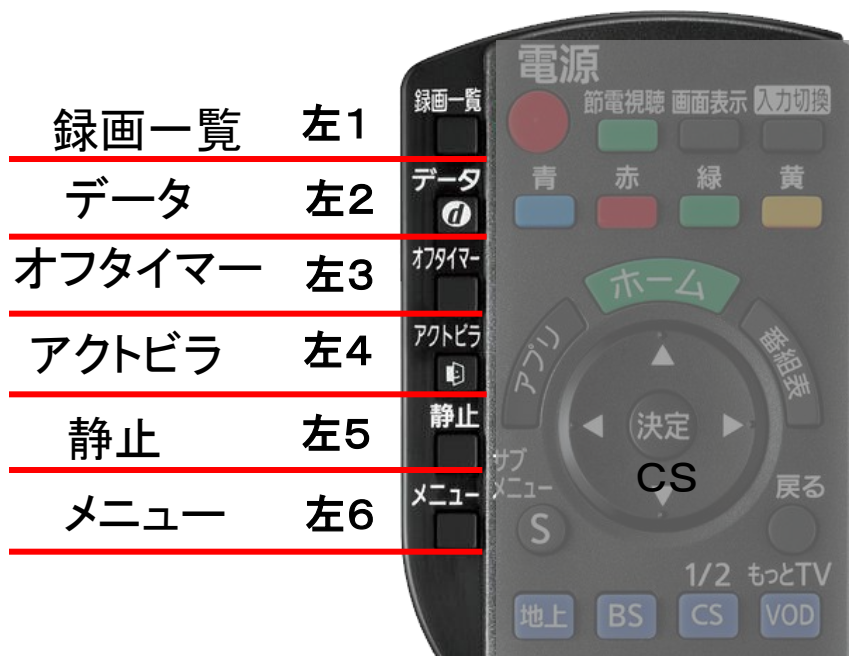 電源
録画一覧 左1 録画一覧 節電視聴 画面表示 入力切換
データ 左2 データ 青 赤 緑 黄
d
オフタイマー 左3 オフタイマー ホーム
アクトビラ 左4 アクトビラ アプリ 番組表
静止 左5 静止 決定
サブ
メニュー 左6 メニュー メニュー CS 戻る
S
1/2 もっとTV
地上 BS CS VOD